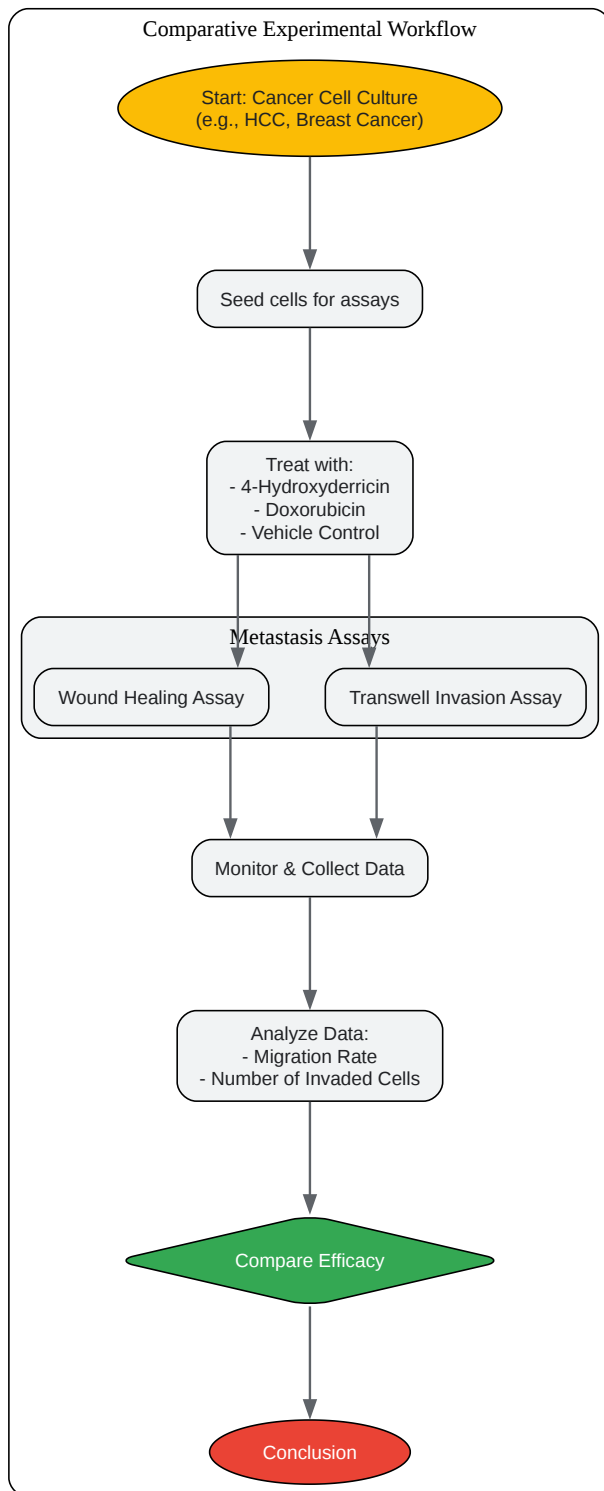 Comparative Experimental Workflow
Start: Cancer Cell Culture
(e.g., HCC, Breast Cancer)
Seed cells for assays
Treat with:
- 4-Hydroxyderricin
- Doxorubicin
- Vehicle Control
Metastasis Assays
Wound Healing Assay
Transwell Invasion Assay
Monitor & Collect Data
Analyze Data:
- Migration Rate
- Number of Invaded Cells
Compare Efficacy
Conclusion